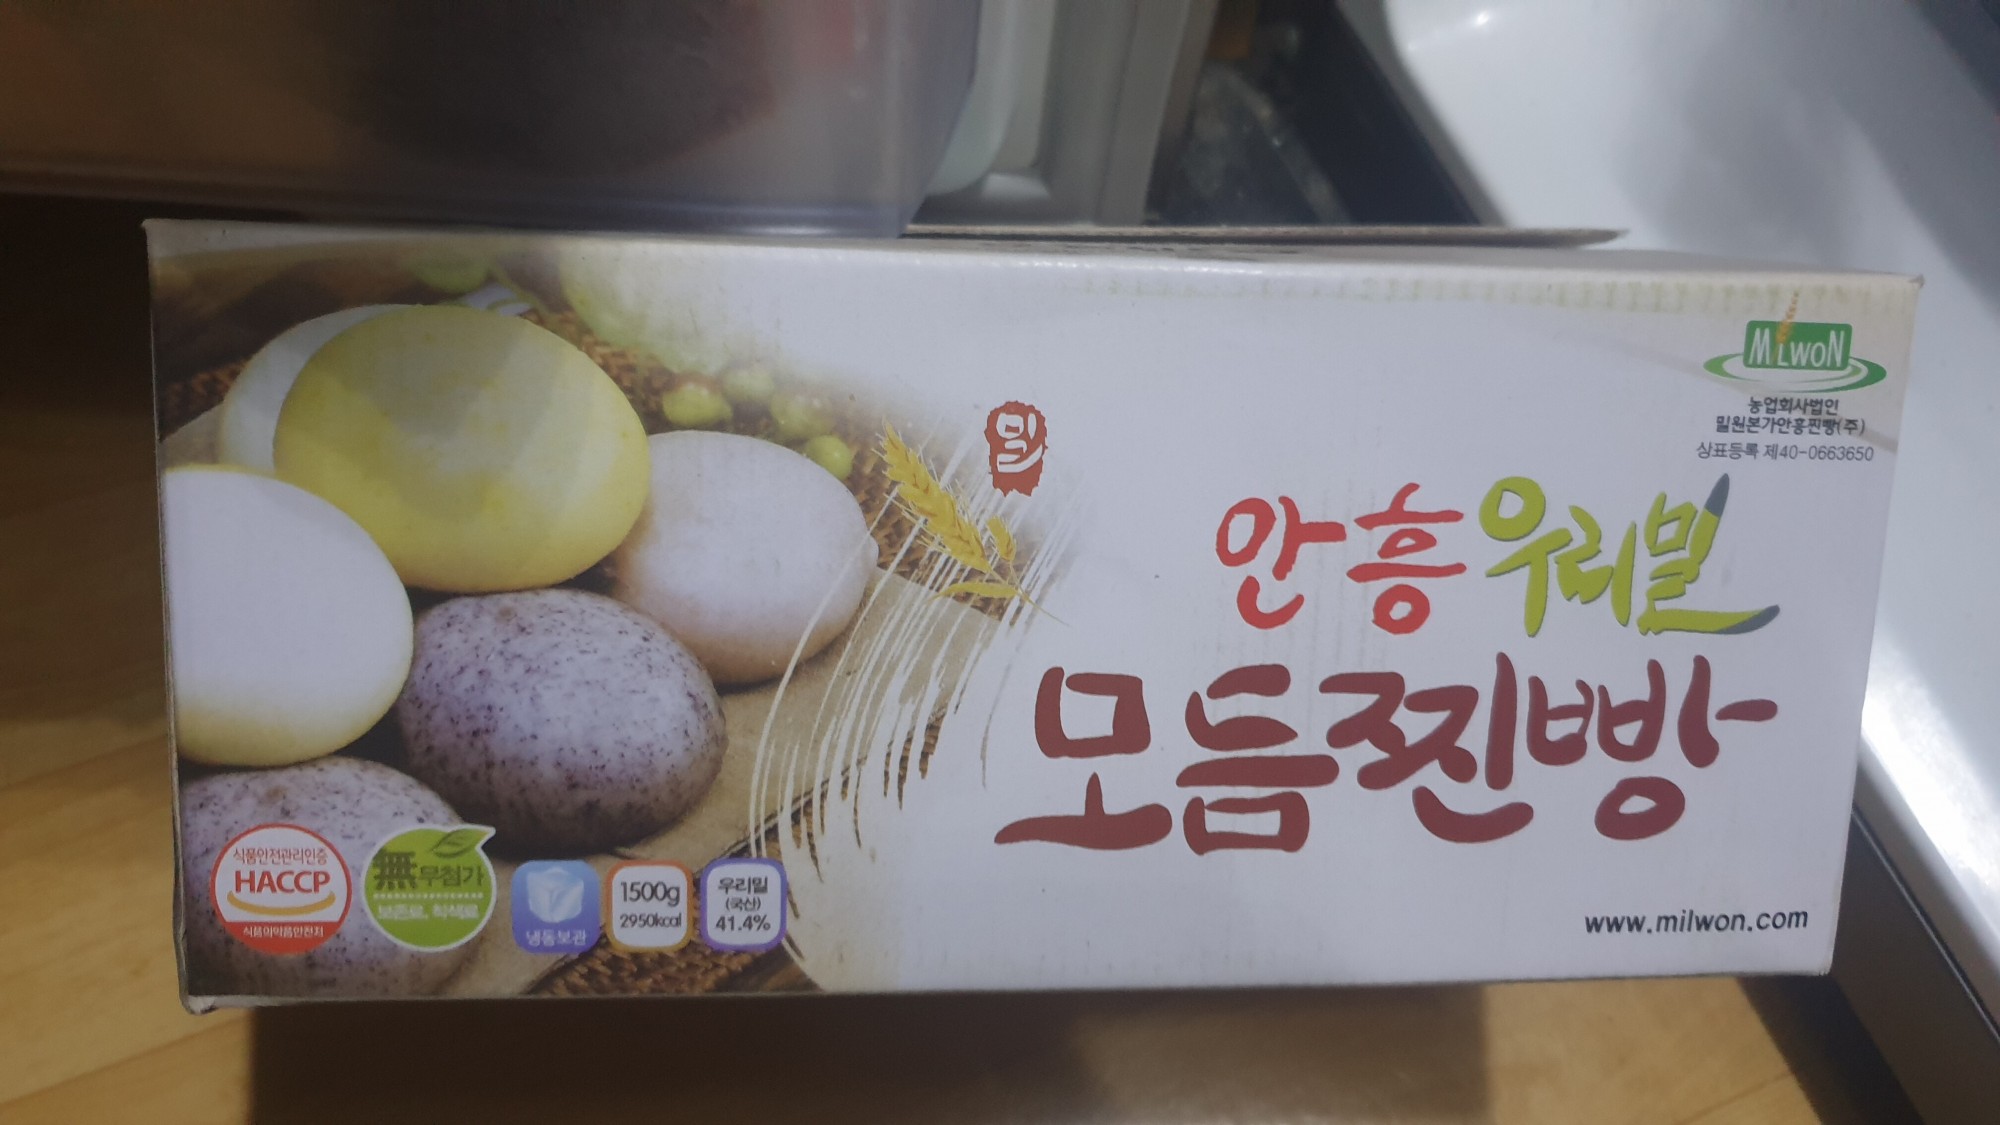 MILWON
농업회사법인
밀원본가안흥찐빵(주)
상표등록 제40-0663650
밀
안흥우리밀
모듬찐빵
식품안전관리인증
HACCP
식품의약품안전처
無무첨가
보존료, 착색료
냉동보관
1500g
2950kcal
우리밀
(국산)
41.4%
www.milwon.com